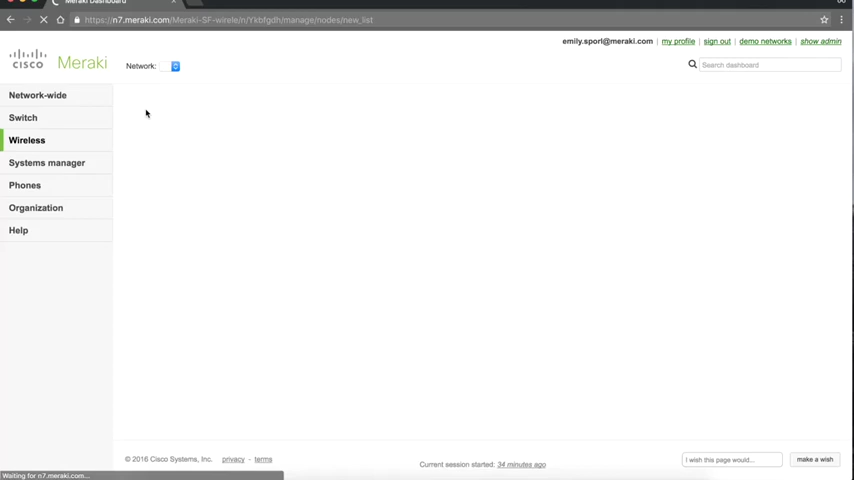 Meraki Dashboard
https://n7.meraki.com/Meraki-SF-wirele/n/Ykbfgdh/manage/nodes/new_list
emily.sporl@meraki.com | my profile | sign out | demo networks | show admin
CISCO Meraki
Network:
Search dashboard
Network-wide
Switch
Wireless
Systems manager
Phones
Organization
Help
© 2016 Cisco Systems, Inc. privacy - terms
Current session started: 34 minutes ago
I wish this page would...
make a wish
Waiting for n7.meraki.com...